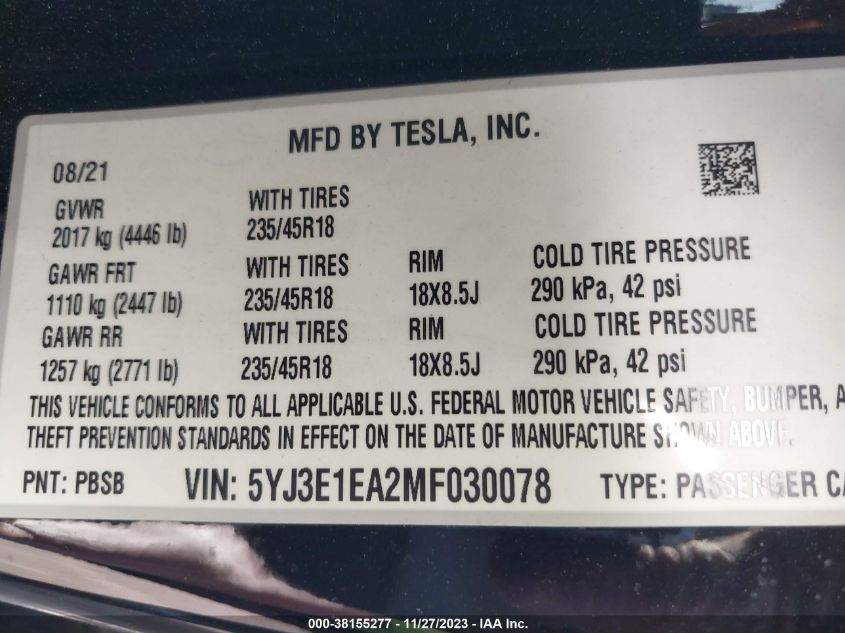 MFD BY TESLA, INC.
08/21
GVWR WITH TIRES
2017 kg (4446 lb) 235/45R18
GAWR FRT WITH TIRES RIM COLD TIRE PRESSURE
1110 kg (2447 lb) 235/45R18 18X8.5J 290 kPa, 42 psi
GAWR RR WITH TIRES RIM COLD TIRE PRESSURE
1257 kg (2771 lb) 235/45R18 18X8.5J 290 kPa, 42 psi
THIS VEHICLE CONFORMS TO ALL APPLICABLE U.S. FEDERAL MOTOR VEHICLE SAFETY, BUMPER, A
THEFT PREVENTION STANDARDS IN EFFECT ON THE DATE OF MANUFACTURE SHOWN ABOVE.
PNT: PBSB VIN: 5YJ3E1EA2MF030078 TYPE: PASSENGER CA
000-38155277 - 11/27/2023 - IAA Inc.